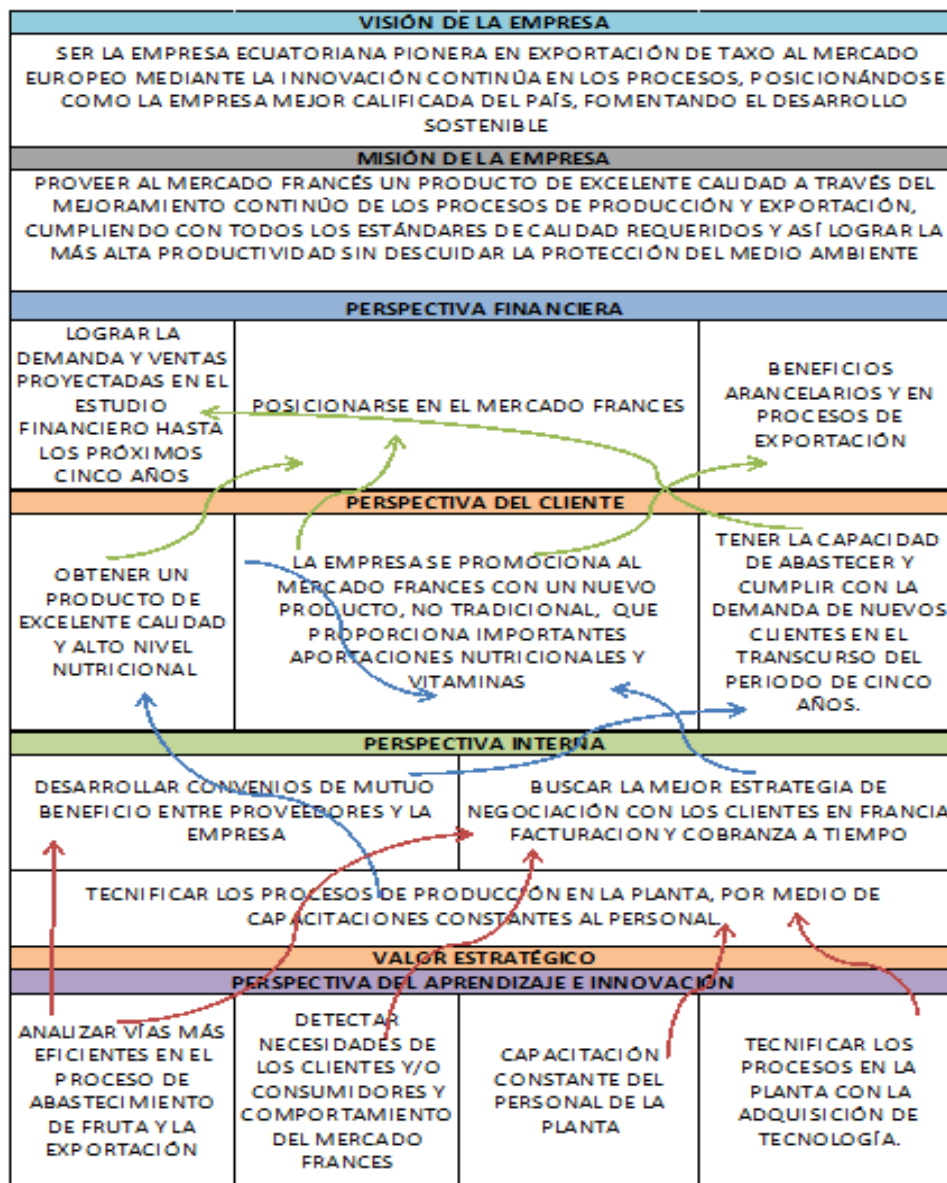 VISIÓN DE LA EMPRESA
SER LA EMPRESA ECUATORIANA PIONERA EN EXPORTACIÓN DE TAXO AL MERCADO
EUROPEO MEDIANTE LA INNOVACIÓN CONTINÚA EN LOS PROCESOS, POSICIONÁNDOSE
COMO LA EMPRESA MEJOR CALIFICADA DEL PAÍS, FOMENTANDO EL DESARROLLO
SOSTENIBLE
MISIÓN DE LA EMPRESA
PROVEER AL MERCADO FRANCÉS UN PRODUCTO DE EXCELENTE CALIDAD A TRAVÉS DEL
MEJORAMIENTO CONTINÚO DE LOS PROCESOS DE PRODUCCIÓN Y EXPORTACIÓN,
CUMPLIENDO CON TODOS LOS ESTÁNDARES DE CALIDAD REQUERIDOS Y ASÍ LOGRAR LA
MÁS ALTA PRODUCTIVIDAD SIN DESCUIDAR LA PROTECCIÓN DEL MEDIO AMBIENTE
PERSPECTIVA FINANCIERA
LOGRAR LA
DEMANDA Y VENTAS
PROYECTADAS EN EL
ESTUDIO
FINANCIERO HASTA
LOS PRÓXIMOS
CINCO AÑOS
POSICIONARSE EN EL MERCADO FRANCES
BENEFICIOS
ARANCELARIOS Y EN
PROCESOS DE
EXPORTACIÓN
PERSPECTIVA DEL CLIENTE
OBTENER UN
PRODUCTO DE
EXCELENTE CALIDAD
Y ALTO NIVEL
NUTRICIONAL
LA EMPRESA SE PROMOCIONA AL
MERCADO FRANCES CON UN NUEVO
PRODUCTO, NO TRADICIONAL, QUE
PROPORCIONA IMPORTANTES
APORTACIONES NUTRICIONALES Y
VITAMINAS
TENER LA CAPACIDAD
DE ABASTECER Y
CUMPLIR CON LA
DEMANDA DE NUEVOS
CLIENTES EN EL
TRANSCURSO DEL
PERIODO DE CINCO
AÑOS.
PERSPECTIVA INTERNA
DESARROLLAR CONVENIOS DE MUTUO
BENEFICIO ENTRE PROVEEDORES Y LA
EMPRESA
BUSCAR LA MEJOR ESTRATEGIA DE
NEGOCIACIÓN CON LOS CLIENTES EN FRANCIA
FACTURACION Y COBRANZA A TIEMPO
TECNIFICAR LOS PROCESOS DE PRODUCCIÓN EN LA PLANTA, POR MEDIO DE
CAPACITACIONES CONSTANTES AL PERSONAL.
VALOR ESTRATÉGICO
PERSPECTIVA DEL APRENDIZAJE E INNOVACIÓN
ANALIZAR VÍAS MÁS
EFICIENTES EN EL
PROCESO DE
ABASTECIMIENTO
DE FRUTA Y LA
EXPORTACIÓN
DETECTAR
NECESIDADES DE
LOS CLIENTES Y/O
CONSUMIDORES Y
COMPORTAMIENTO
DEL MERCADO
FRANCES
CAPACITACIÓN
CONSTANTE DEL
PERSONAL DE LA
PLANTA
TECNIFICAR LOS
PROCESOS EN LA
PLANTA CON LA
ADQUISICIÓN DE
TECNOLOGÍA.